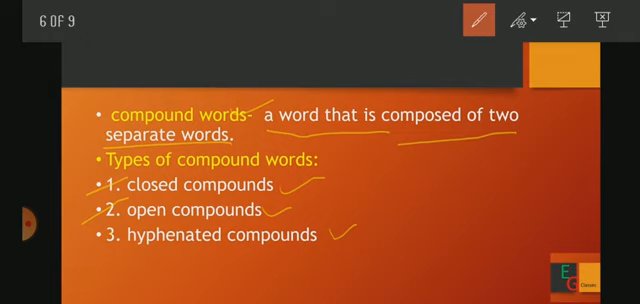 6 OF 9
• compound words- a word that is composed of two
separate words.
• Types of compound words:
• 1. closed compounds
• 2. open compounds
• 3. hyphenated compounds
E
G Classes